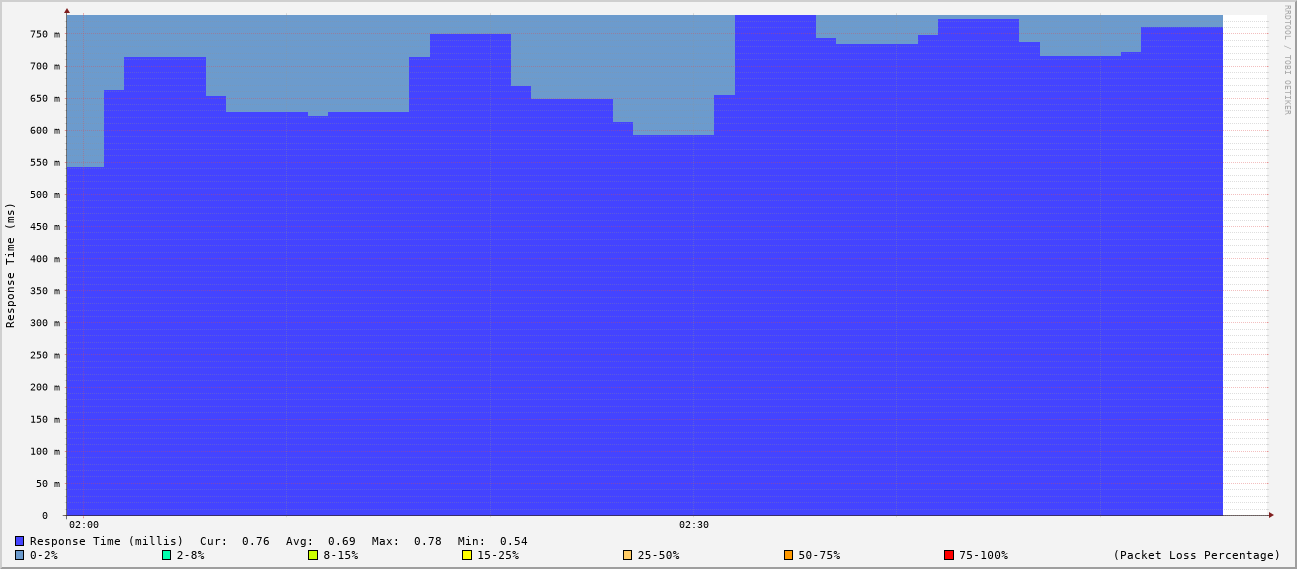 RRDTOOL / TOBI OETIKER
Response Time (ms)
750 m
700 m
650 m
600 m
550 m
500 m
450 m
400 m
350 m
300 m
250 m
200 m
150 m
100 m
50 m
0
02:00 02:30
Response Time (millis) Cur: 0.76 Avg: 0.69 Max: 0.78 Min: 0.54
0-2% 2-8% 8-15% 15-25% 25-50% 50-75% 75-100% (Packet Loss Percentage)